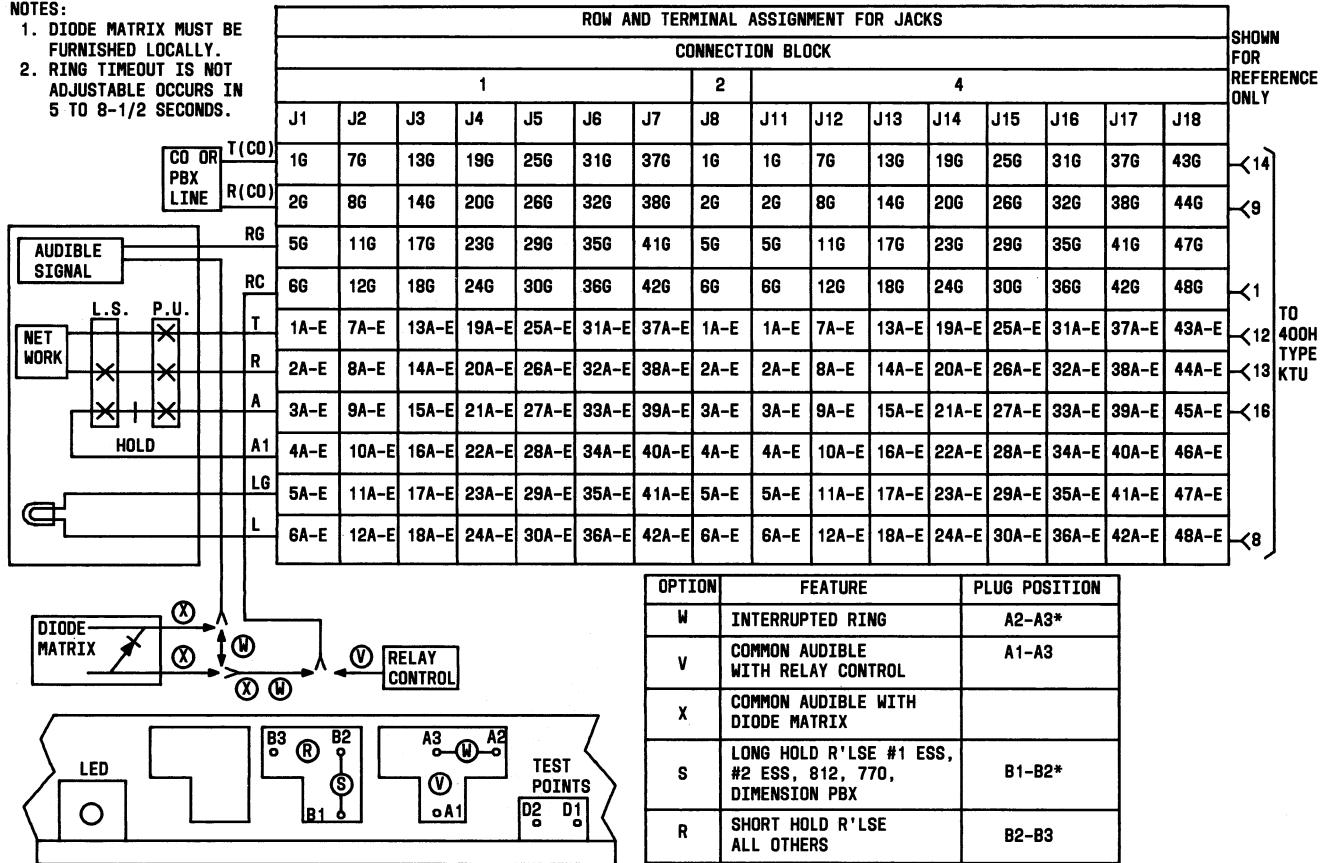 NOTES:
1. DIODE MATRIX MUST BE
FURNISHED LOCALLY.
2. RING TIMEOUT IS NOT
ADJUSTABLE OCCURS IN
5 TO 8-1/2 SECONDS.
ROW AND TERMINAL ASSIGNMENT FOR JACKS
CONNECTION BLOCK
1 2 4
SHOWN
FOR
REFERENCE
ONLY
J1 J2 J3 J4 J5 J6 J7 J8 J11 J12 J13 J14 J15 J16 J17 J18
CO OR
PBX
LINE
T(CO) 1G 7G 13G 19G 25G 31G 37G 1G 1G 7G 13G 19G 25G 31G 37G 43G 14
R(CO) 2G 8G 14G 20G 26G 32G 38G 2G 2G 8G 14G 20G 26G 32G 38G 44G 9
RG 5G 11G 17G 23G 29G 35G 41G 5G 5G 11G 17G 23G 29G 35G 41G 47G
RC 6G 12G 18G 24G 30G 36G 42G 6G 6G 12G 18G 24G 30G 36G 42G 48G 1
T 1A-E 7A-E 13A-E 19A-E 25A-E 31A-E 37A-E 1A-E 1A-E 7A-E 13A-E 19A-E 25A-E 31A-E 37A-E 43A-E 12
R 2A-E 8A-E 14A-E 20A-E 26A-E 32A-E 38A-E 2A-E 2A-E 8A-E 14A-E 20A-E 26A-E 32A-E 38A-E 44A-E 13
A 3A-E 9A-E 15A-E 21A-E 27A-E 33A-E 39A-E 3A-E 3A-E 9A-E 15A-E 21A-E 27A-E 33A-E 39A-E 45A-E 16
A1 4A-E 10A-E 16A-E 22A-E 28A-E 34A-E 40A-E 4A-E 4A-E 10A-E 16A-E 22A-E 28A-E 34A-E 40A-E 46A-E
LG 5A-E 11A-E 17A-E 23A-E 29A-E 35A-E 41A-E 5A-E 5A-E 11A-E 17A-E 23A-E 29A-E 35A-E 41A-E 47A-E
L 6A-E 12A-E 18A-E 24A-E 30A-E 36A-E 42A-E 6A-E 6A-E 12A-E 18A-E 24A-E 30A-E 36A-E 42A-E 48A-E 8
TO
400H
TYPE
KTU
AUDIBLE
SIGNAL
L.S. P.U.
NET
WORK
HOLD
DIODE
MATRIX
X
W
X
X W
V
RELAY
CONTROL
OPTION FEATURE PLUG POSITION
W INTERRUPTED RING A2-A3*
V COMMON AUDIBLE
WITH RELAY CONTROL A1-A3
X COMMON AUDIBLE WITH
DIODE MATRIX
S LONG HOLD R'LSE #1 ESS,
#2 ESS, 812, 770,
DIMENSION PBX B1-B2*
R SHORT HOLD R'LSE
ALL OTHERS B2-B3
LED
B3 R B2
S
B1
A3 W A2
V
A1
TEST
POINTS
D2 D1